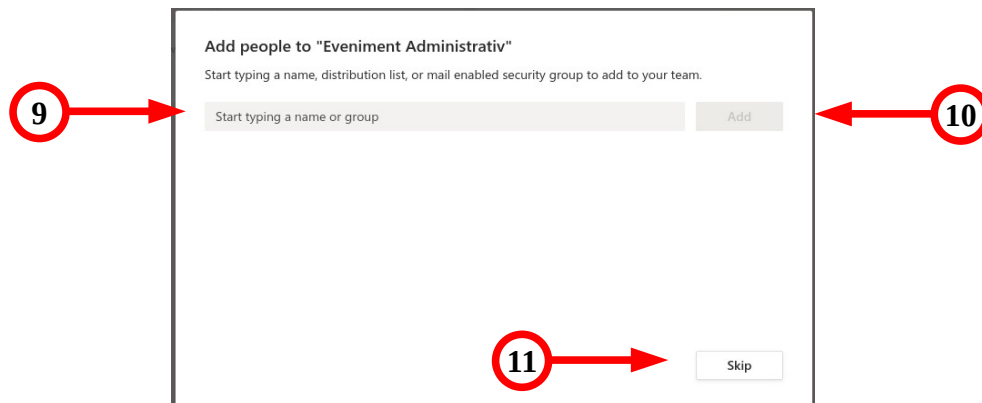 Add people to "Eveniment Administrativ"
Start typing a name, distribution list, or mail enabled security group to add to your team.
9
Start typing a name or group
Add
10
11
Skip